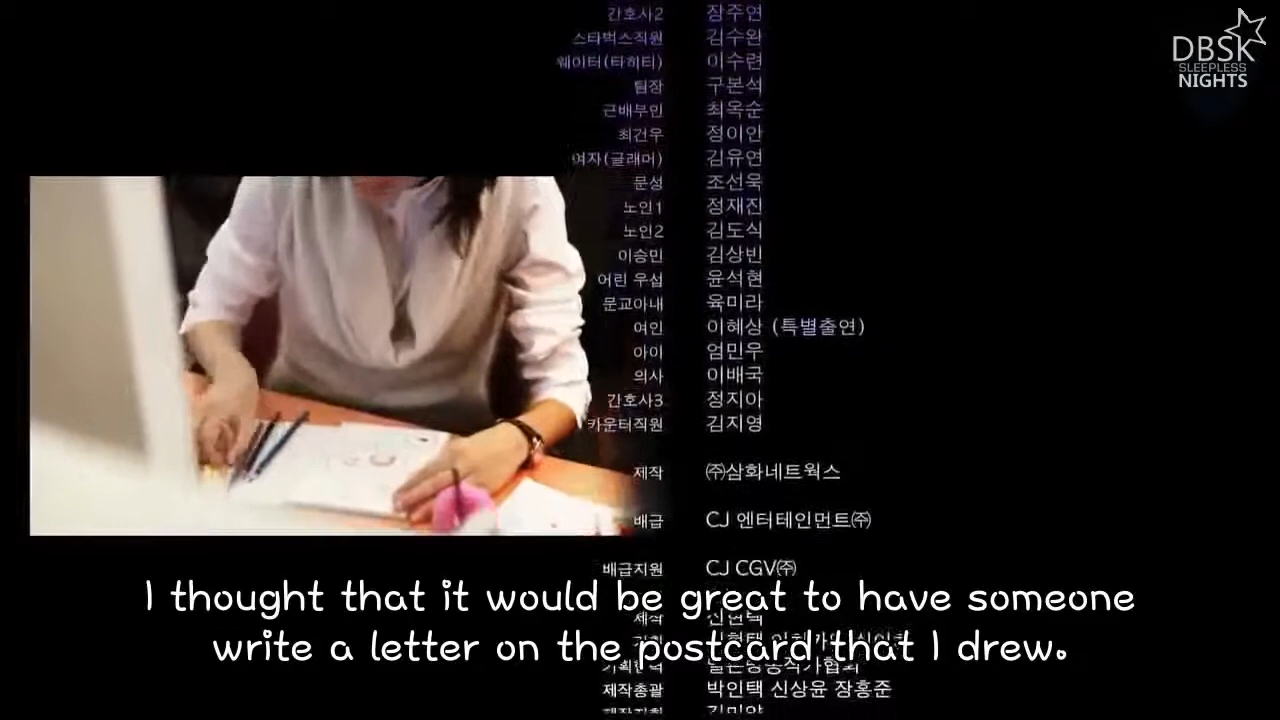 DBSK
SLEEPLESS
NIGHTS
간호사2 장주연
스타벅스직원 김수완
웨이터(타히티) 이수련
팀장 구본석
근배부인 최옥순
최건우 정이안
여자(글래머) 김유연
문성 조선욱
노인1 정재진
노인2 김도식
이승민 김상빈
어린 우섭 윤석현
문교아내 육미라
여인 이혜상 (특별출연)
아이 엄민우
의사 이배국
간호사3 정지아
카운터직원 김지영
제작 ㈜삼화네트웍스
배급 CJ 엔터테인먼트㈜
배급지원 CJ CGV㈜
I thought that it would be great to have someone
write a letter on the postcard that I drew.
제작 신현택
제작총괄 박인택 신상윤 장홍준